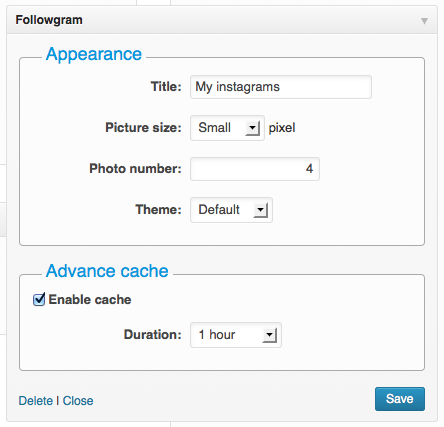 Followgram
Appearance
Title: My instagrams
Picture size: Small pixel
Photo number: 4
Theme: Default
Advance cache
Enable cache
Duration: 1 hour
Delete | Close Save